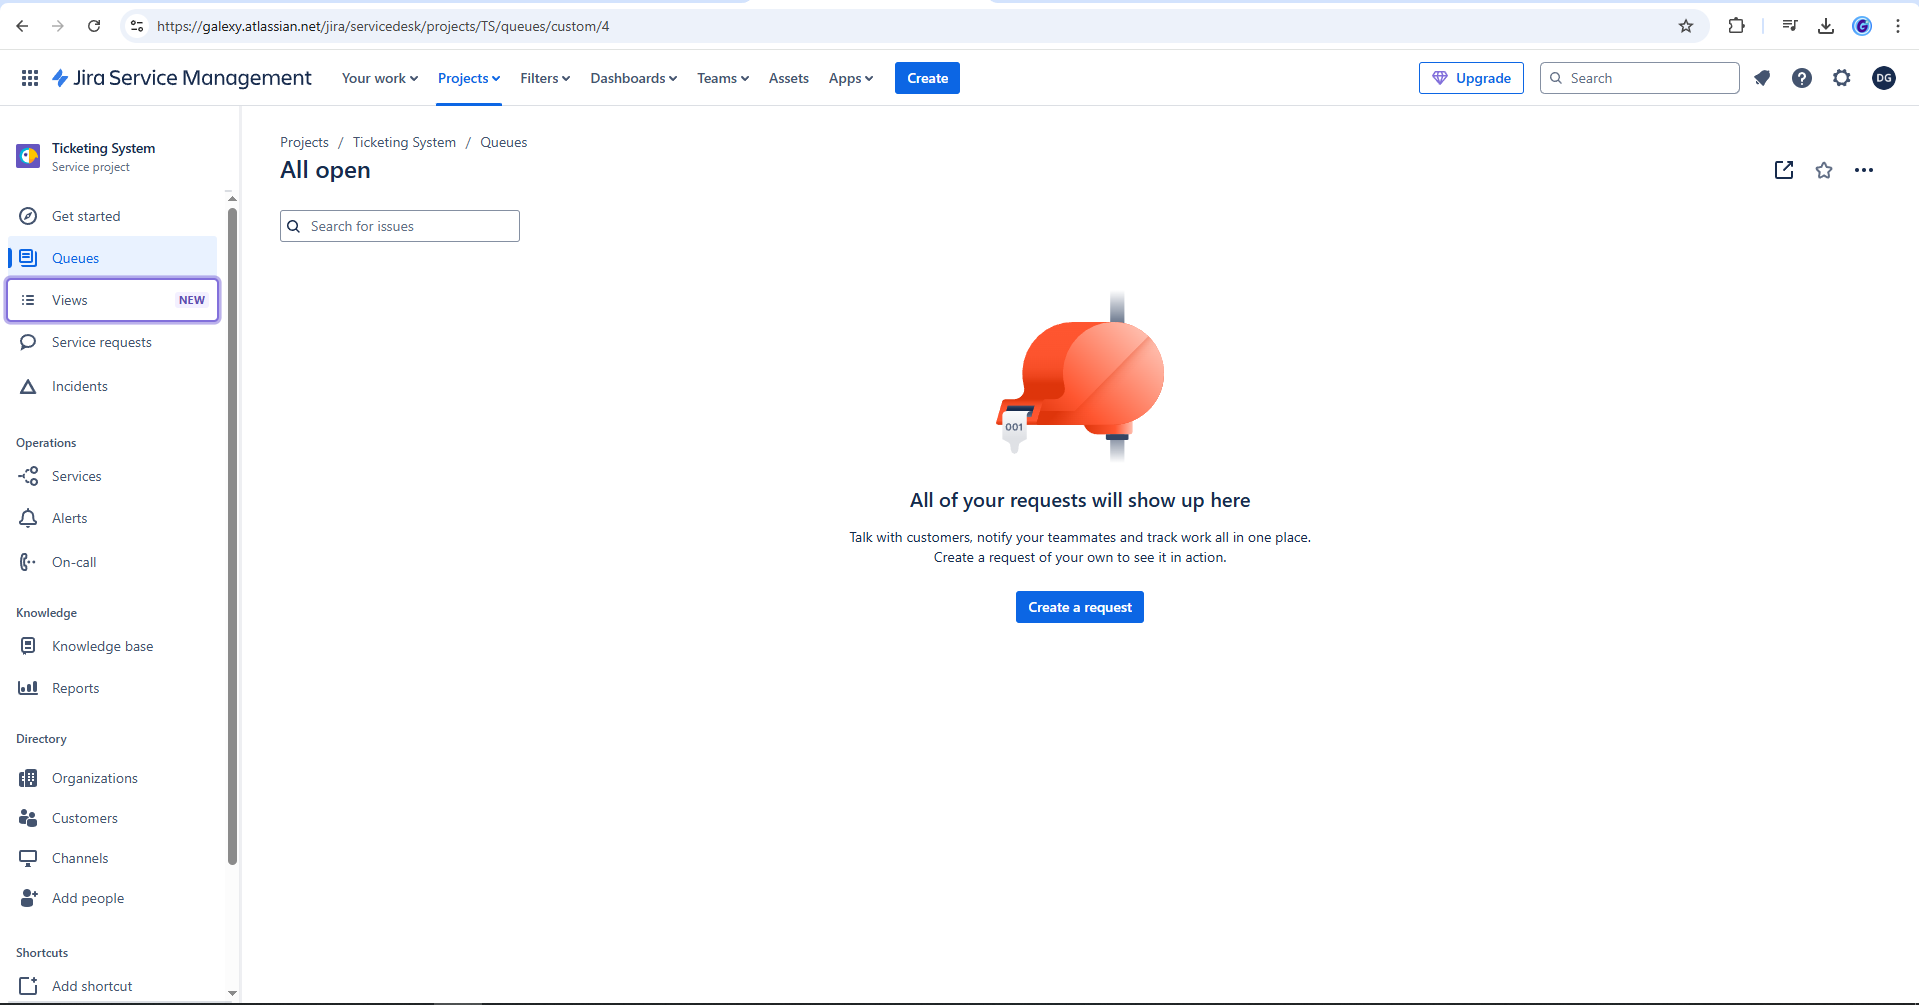 https://galexy.atlassian.net/jira/servicedesk/projects/TS/queues/custom/4
G
Jira Service Management
Your work
Projects
Filters
Dashboards
Teams
Assets
Apps
Create
Upgrade
Search
DG
Ticketing System
Service project
Get started
Queues
Views NEW
Service requests
Incidents
Operations
Services
Alerts
On-call
Knowledge
Knowledge base
Reports
Directory
Organizations
Customers
Channels
Add people
Shortcuts
Add shortcut
Projects / Ticketing System / Queues
All open
Search for issues
001
All of your requests will show up here
Talk with customers, notify your teammates and track work all in one place.
Create a request of your own to see it in action.
Create a request